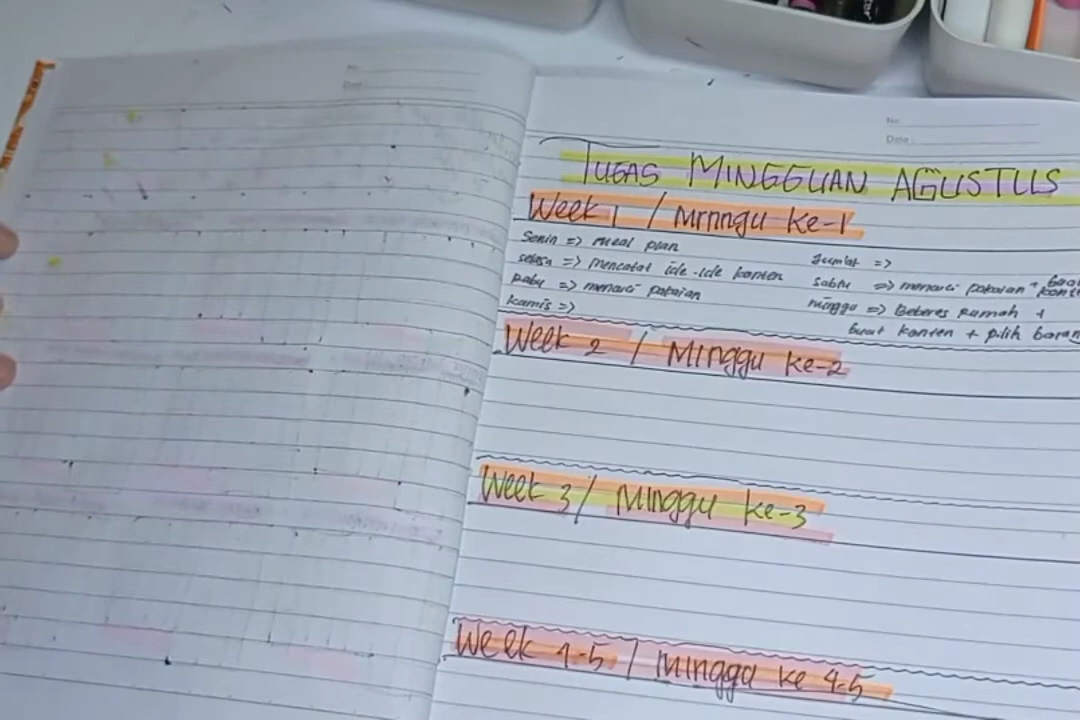 No.
Date
TUGAS MINGGUAN AGUSTUS
Week 1 / Minngu ke-1
Senin => meal plan
selasa => mencatat ide-ide konten
Rabu => mencuci pakaian
kamis =>
Jumat =>
sabtu => mencuci pakaian +
minggu => Beberes Rumah +
buat konten + pilih baran
Week 2 / Minggu ke-2
Week 3 / Minggu ke-3
Week 4-5 / Minggu ke 4-5